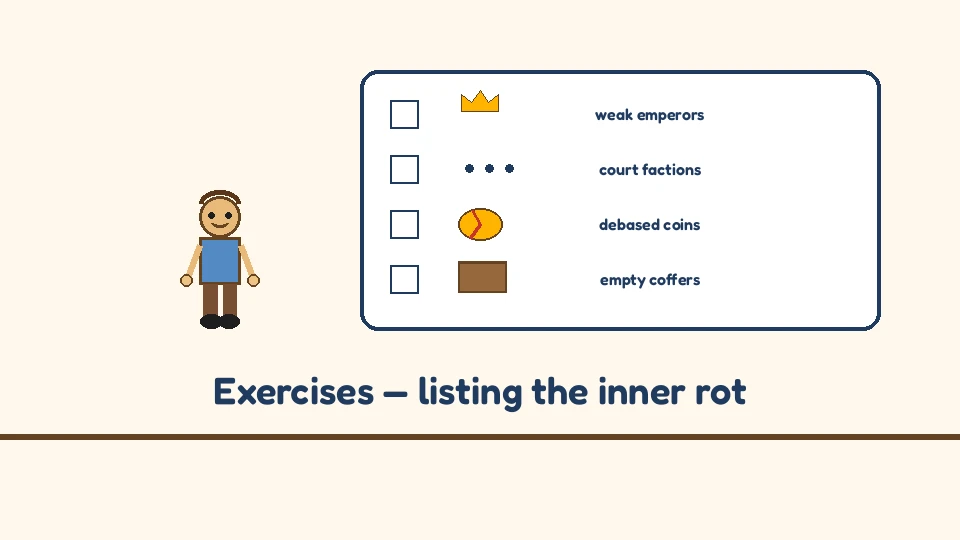 weak emperors
court factions
debased coins
empty coffers
Exercises — listing the inner rot